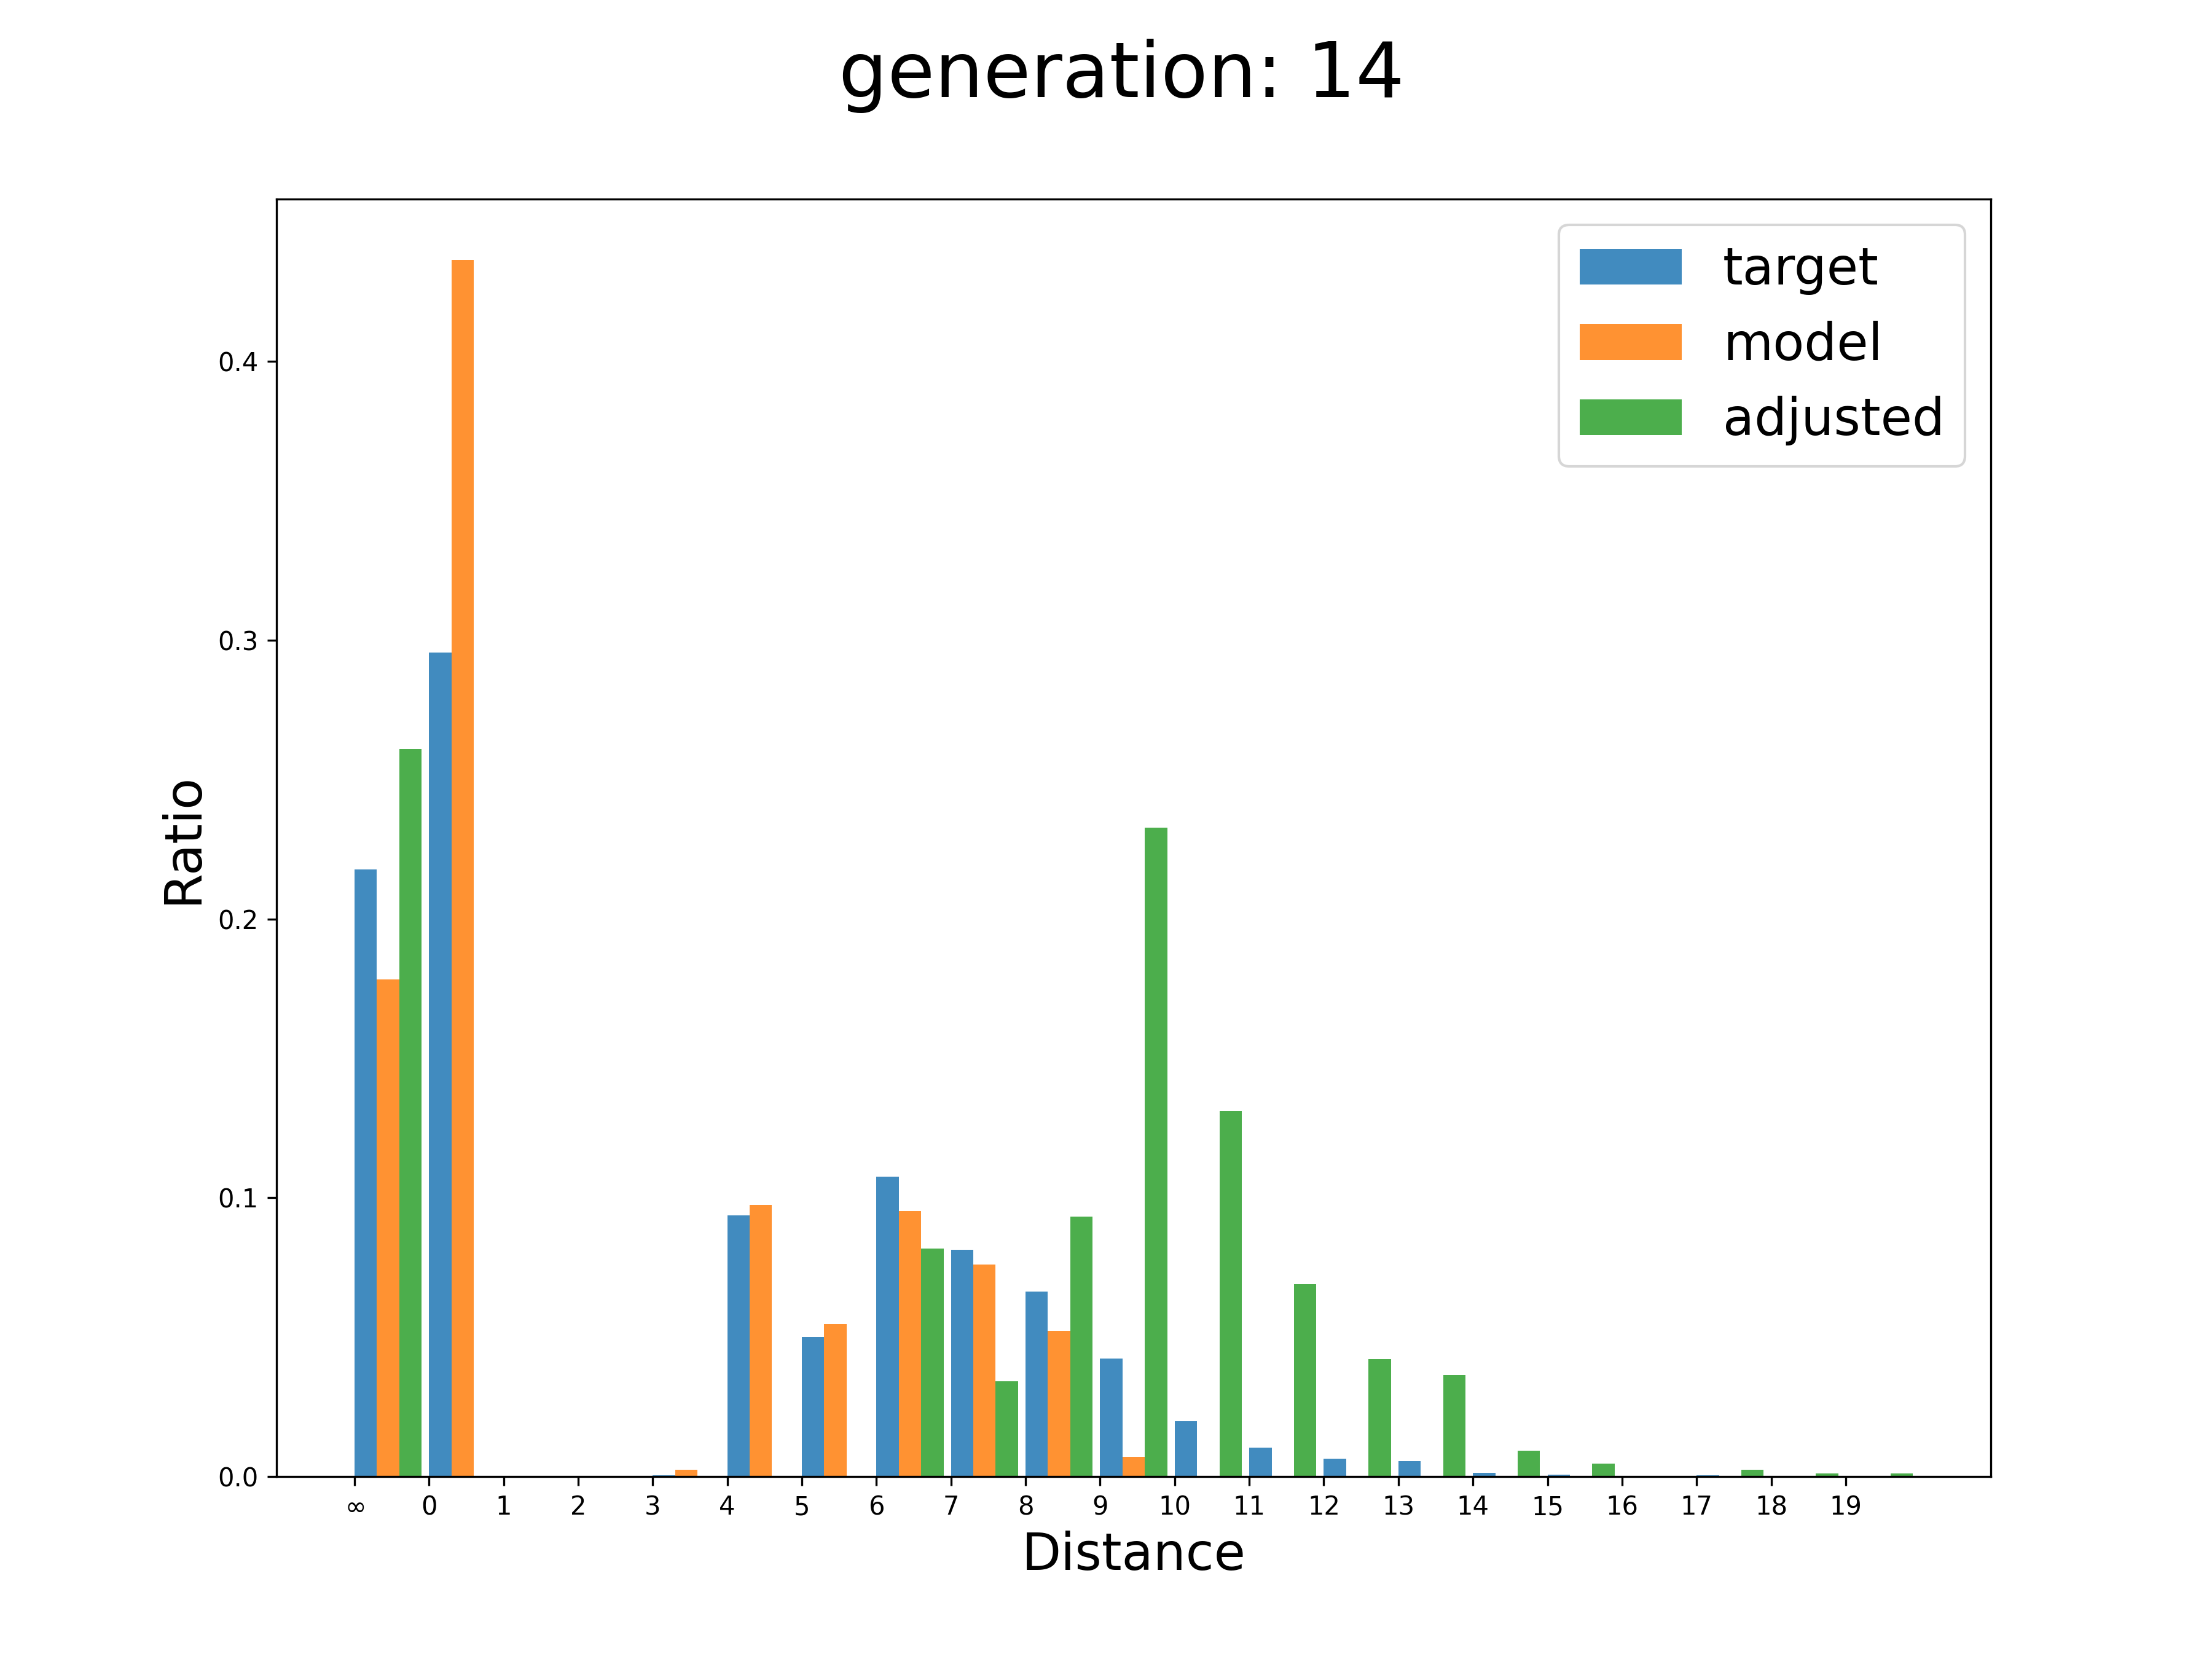 generation: 14
target
model
adjusted
Ratio
0.4
0.3
0.2
0.1
0.0
∞ 0 1 2 3 4 5 6 7 8 9 10 11 12 13 14 15 16 17 18 19
Distance